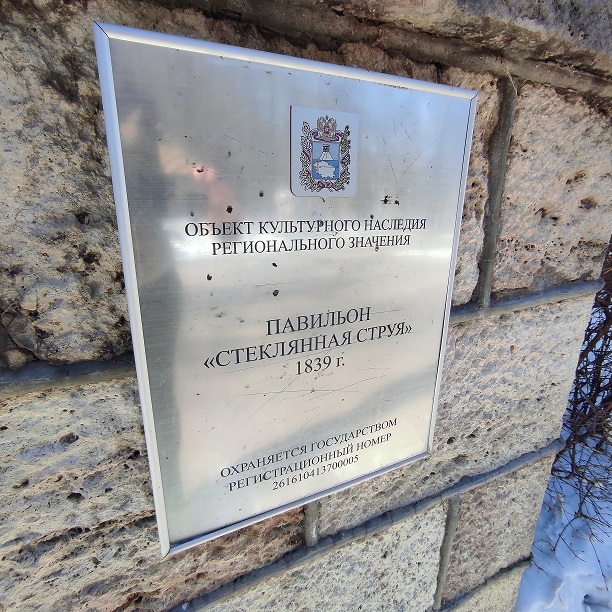 ОБЪЕКТ КУЛЬТУРНОГО НАСЛЕДИЯ
РЕГИОНАЛЬНОГО ЗНАЧЕНИЯ
ПАВИЛЬОН
«СТЕКЛЯННАЯ СТРУЯ»
1839 г.
ОХРАНЯЕТСЯ ГОСУДАРСТВОМ
РЕГИСТРАЦИОННЫЙ НОМЕР
261610413700005